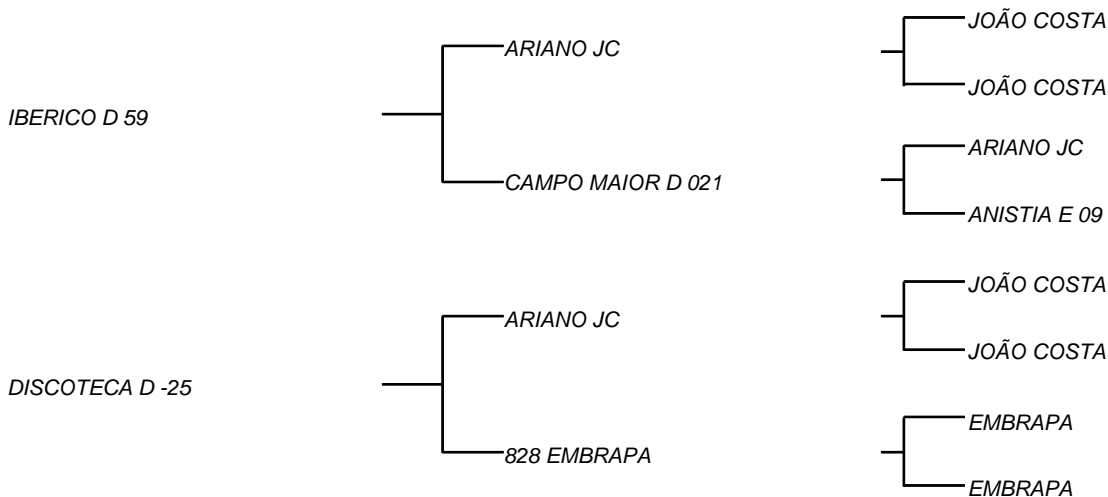 JOÃO COSTA
ARIANO JC
JOÃO COSTA
IBERICO D 59
ARIANO JC
CAMPO MAIOR D 021
ANISTIA E 09
JOÃO COSTA
ARIANO JC
JOÃO COSTA
DISCOTECA D -25
EMBRAPA
828 EMBRAPA
EMBRAPA